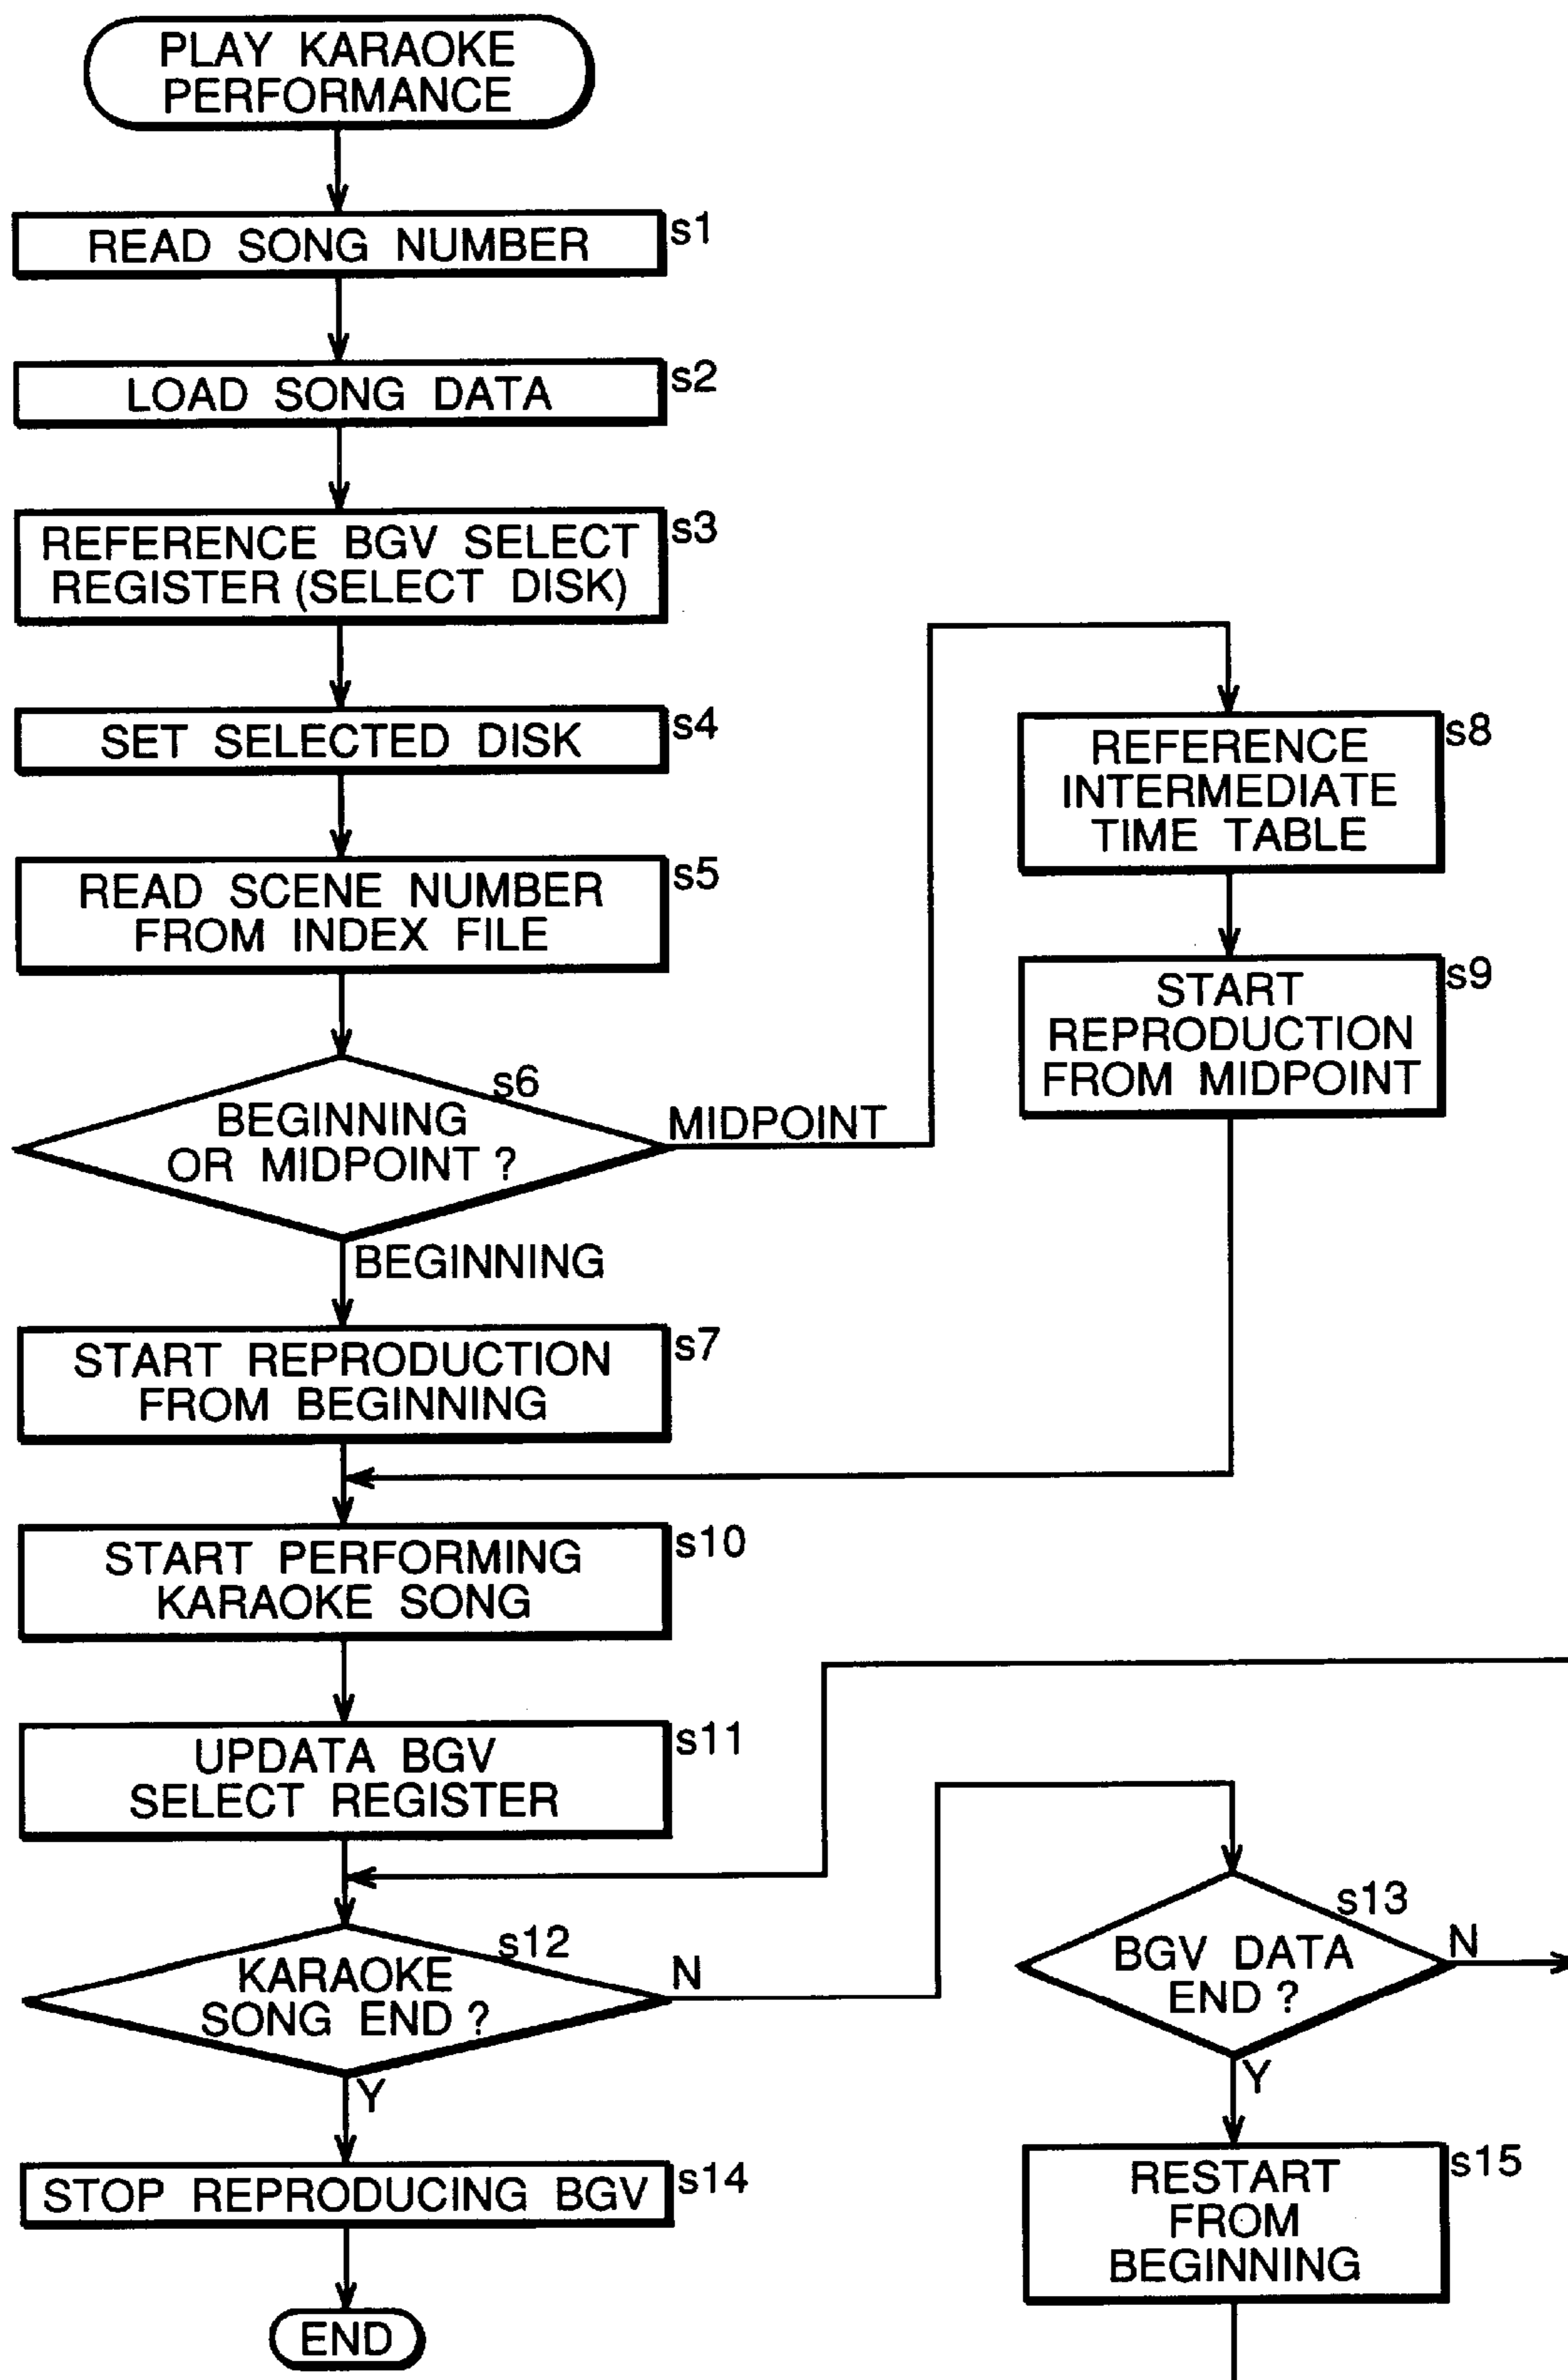 PLAY KARAOKE
PERFORMANCE
READ SONG NUMBER
s1
LOAD SONG DATA
s2
REFERENCE BGV SELECT
REGISTER (SELECT DISK)
s3
SET SELECTED DISK
s4
READ SCENE NUMBER
FROM INDEX FILE
s5
s6
BEGINNING
OR MIDPOINT ?
MIDPOINT
BEGINNING
START REPRODUCTION
FROM BEGINNING
s7
REFERENCE
INTERMEDIATE
TIME TABLE
s8
START
REPRODUCTION
FROM MIDPOINT
s9
START PERFORMING
KARAOKE SONG
s10
UPDATA BGV
SELECT REGISTER
s11
s12
KARAOKE
SONG END ?
N
Y
s13
BGV DATA
END ?
N
Y
STOP REPRODUCING BGV
s14
RESTART
FROM
BEGINNING
s15
END